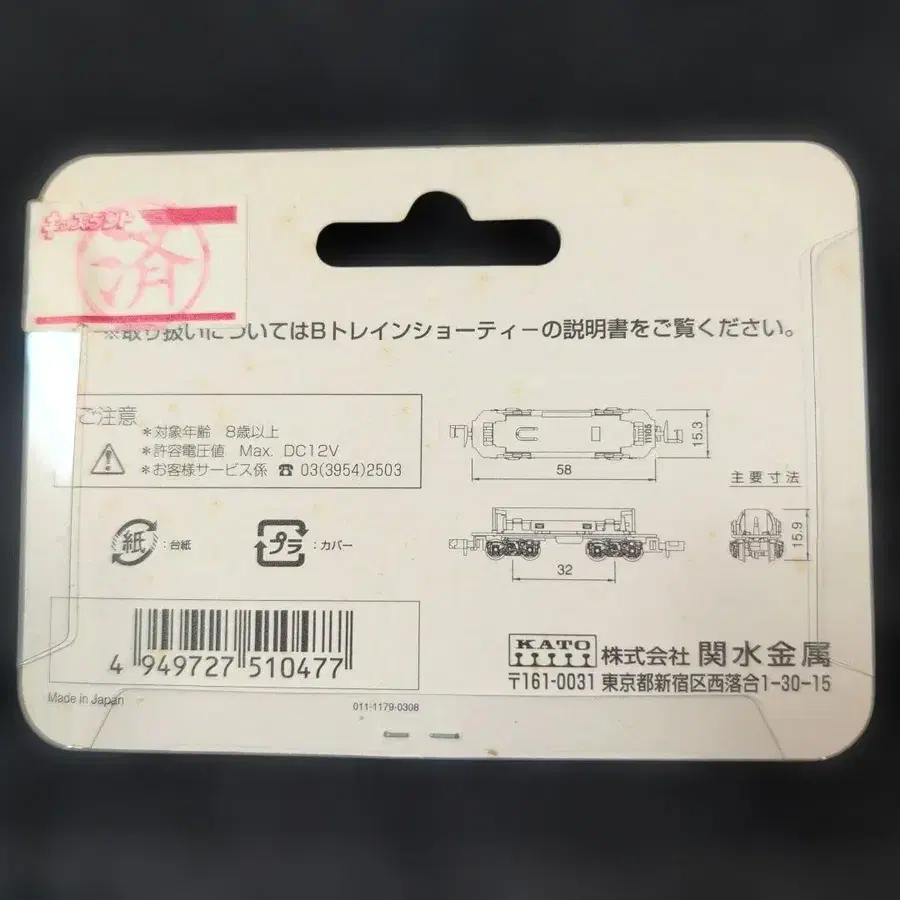 キッズランド
済
※取り扱いについてはBトレインショーティーの説明書をご覧ください。
ご注意
*対象年齢 8歳以上
*許容電圧値 Max. DC12V
*お客様サービス係 ☎ 03(3954)2503
紙 : 台紙
プラ : カバー
4 949727 510477
Made in Japan
011-1179-0308
11105
15.3
58
主要寸法
15.9
32
KATO 株式会社 関水金属
〒161-0031 東京都新宿区西落合1-30-15